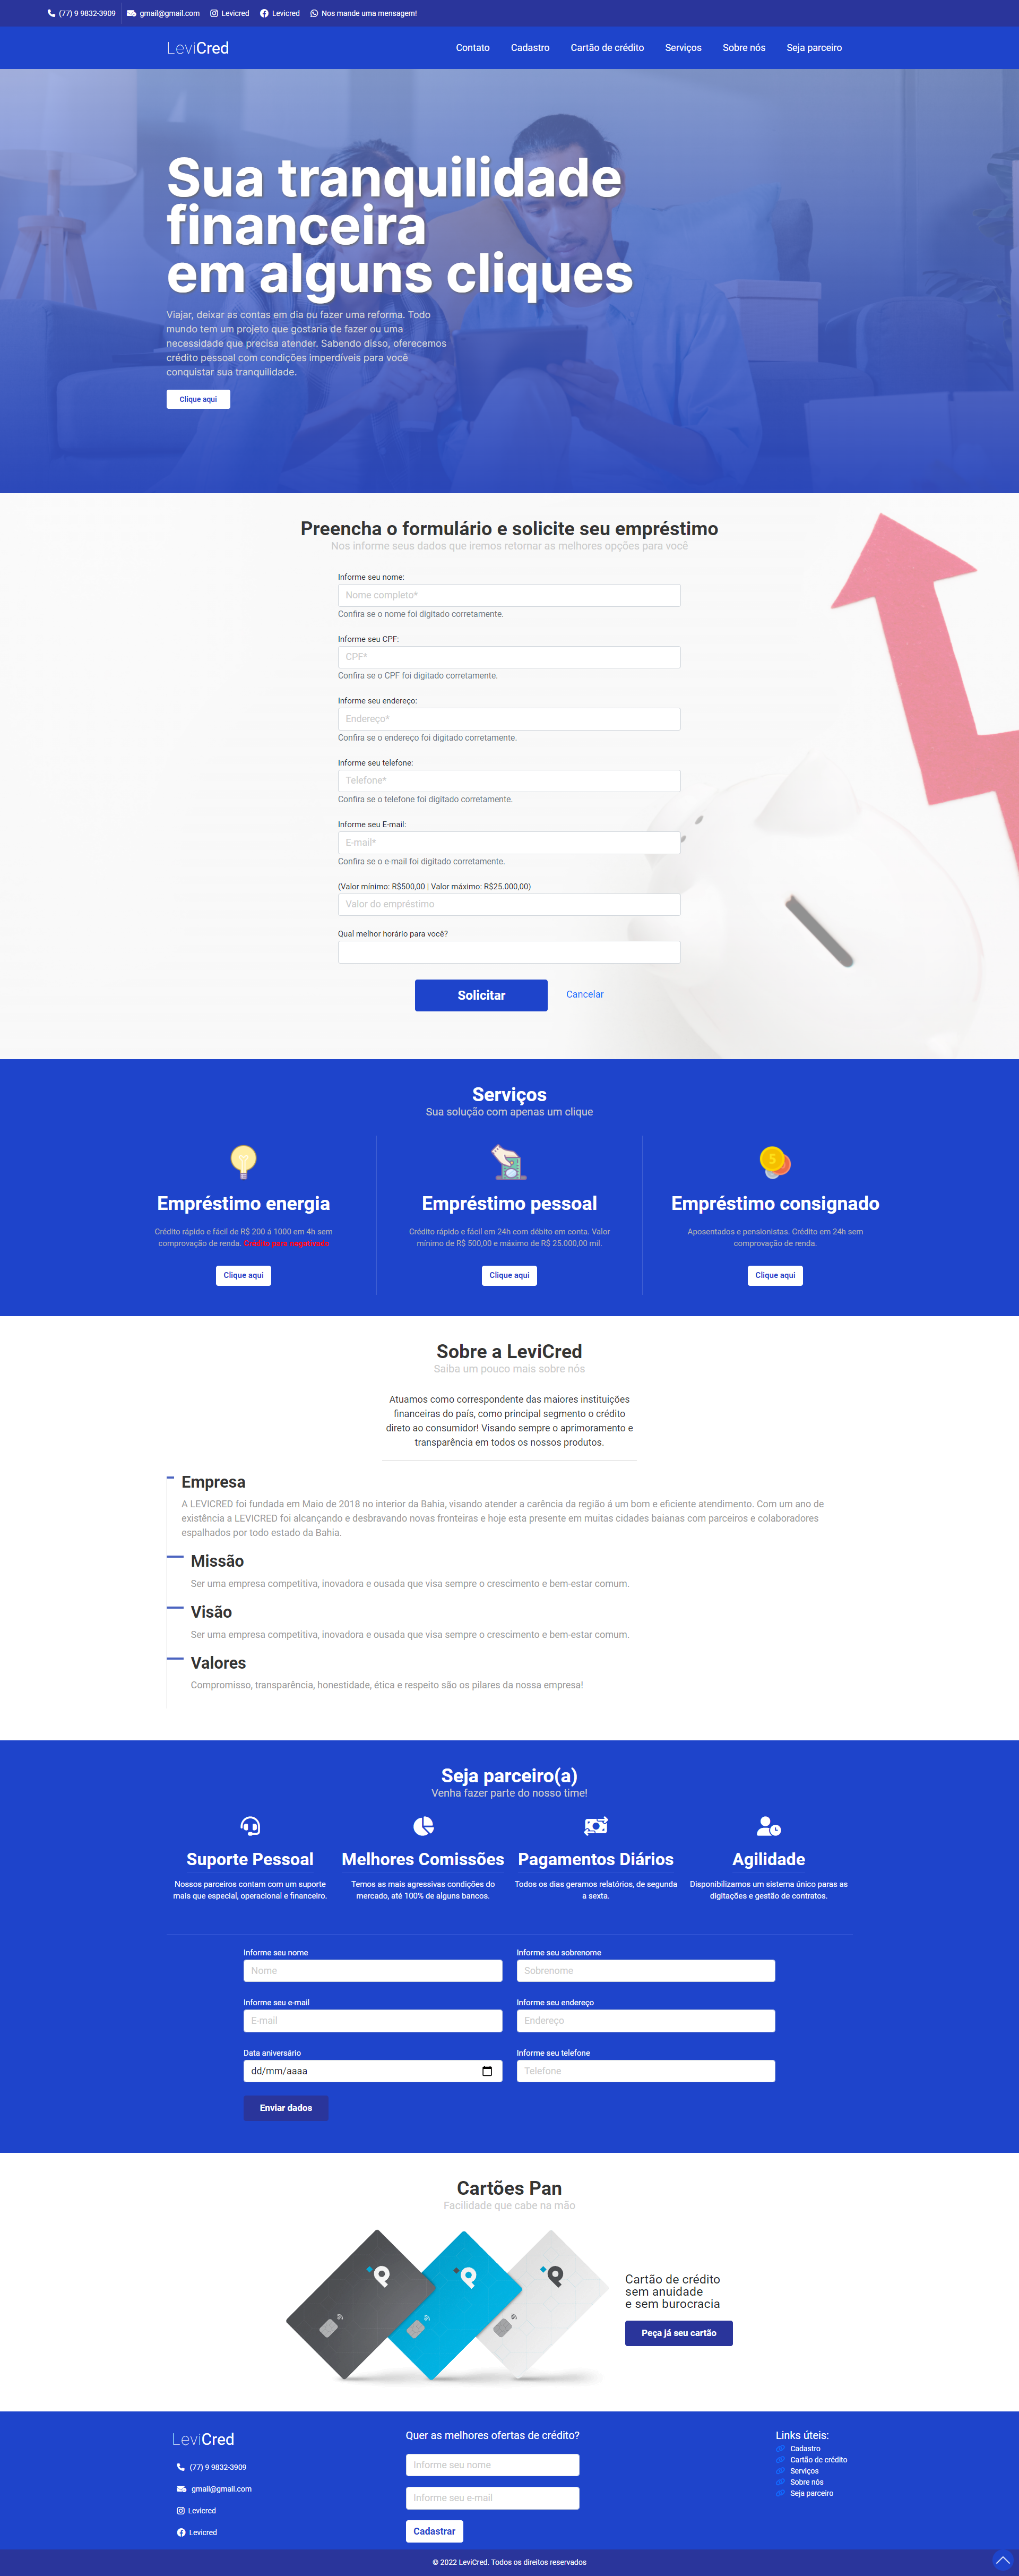 (77) 9 9832-3909
gmail@gmail.com
Levicred
Levicred
Nos mande uma mensagem!
LeviCred
Contato
Cadastro
Cartão de crédito
Serviços
Sobre nós
Seja parceiro
Sua tranquilidade
financeira
em alguns cliques
Viajar, deixar as contas em dia ou fazer uma reforma. Todo
mundo tem um projeto que gostaria de fazer ou uma
necessidade que precisa atender. Sabendo disso, oferecemos
crédito pessoal com condições imperdíveis para você
conquistar sua tranquilidade.
Clique aqui
Preencha o formulário e solicite seu empréstimo
Nos informe seus dados que iremos retornar as melhores opções para você
Informe seu nome:
Nome completo*
Confira se o nome foi digitado corretamente.
Informe seu CPF:
CPF*
Confira se o CPF foi digitado corretamente.
Informe seu endereço:
Endereço*
Confira se o endereço foi digitado corretamente.
Informe seu telefone:
Telefone*
Confira se o telefone foi digitado corretamente.
Informe seu E-mail:
E-mail*
Confira se o e-mail foi digitado corretamente.
(Valor mínimo: R$500,00 | Valor máximo: R$25.000,00)
Valor do empréstimo
Qual melhor horário para você?
Solicitar
Cancelar
Serviços
Sua solução com apenas um clique
Empréstimo energia
Crédito rápido e fácil de R$ 200 á 1000 em 4h sem
comprovação de renda. Crédito para negativado
Clique aqui
Empréstimo pessoal
Crédito rápido e fácil em 24h com débito em conta. Valor
mínimo de R$ 500,00 e máximo de R$ 25.000,00 mil.
Clique aqui
Empréstimo consignado
Aposentados e pensionistas. Crédito em 24h sem
comprovação de renda.
Clique aqui
Sobre a LeviCred
Saiba um pouco mais sobre nós
Atuamos como correspondente das maiores instituições
financeiras do país, como principal segmento o crédito
direto ao consumidor! Visando sempre o aprimoramento e
transparência em todos os nossos produtos.
Empresa
A LEVICRED foi fundada em Maio de 2018 no interior da Bahia, visando atender a carência da região á um bom e eficiente atendimento. Com um ano de
existência a LEVICRED foi alcançando e desbravando novas fronteiras e hoje esta presente em muitas cidades baianas com parceiros e colaboradores
espalhados por todo estado da Bahia.
Missão
Ser uma empresa competitiva, inovadora e ousada que visa sempre o crescimento e bem-estar comum.
Visão
Ser uma empresa competitiva, inovadora e ousada que visa sempre o crescimento e bem-estar comum.
Valores
Compromisso, transparência, honestidade, ética e respeito são os pilares da nossa empresa!
Seja parceiro(a)
Venha fazer parte do nosso time!
Suporte Pessoal
Nossos parceiros contam com um suporte
mais que especial, operacional e financeiro.
Melhores Comissões
Temos as mais agressivas condições do
mercado, até 100% de alguns bancos.
Pagamentos Diários
Todos os dias geramos relatórios, de segunda
a sexta.
Agilidade
Disponibilizamos um sistema único paras as
digitações e gestão de contratos.
Informe seu nome
Nome
Informe seu sobrenome
Sobrenome
Informe seu e-mail
E-mail
Informe seu endereço
Endereço
Data aniversário
dd/mm/aaaa
Informe seu telefone
Telefone
Enviar dados
Cartões Pan
Facilidade que cabe na mão
Cartão de crédito
sem anuidade
e sem burocracia
Peça já seu cartão
LeviCred
(77) 9 9832-3909
gmail@gmail.com
Levicred
Levicred
Quer as melhores ofertas de crédito?
Informe seu nome
Informe seu e-mail
Cadastrar
Links úteis:
Cadastro
Cartão de crédito
Serviços
Sobre nós
Seja parceiro
© 2022 LeviCred. Todos os direitos reservados